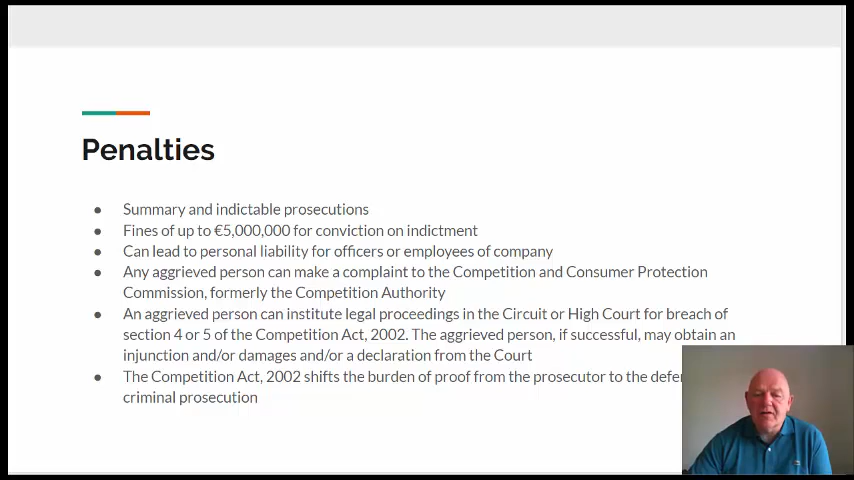 Penalties
Summary and indictable prosecutions
Fines of up to €5,000,000 for conviction on indictment
Can lead to personal liability for officers or employees of company
Any aggrieved person can make a complaint to the Competition and Consumer Protection
Commission, formerly the Competition Authority
An aggrieved person can institute legal proceedings in the Circuit or High Court for breach of
section 4 or 5 of the Competition Act, 2002. The aggrieved person, if successful, may obtain an
injunction and/or damages and/or a declaration from the Court
The Competition Act, 2002 shifts the burden of proof from the prosecutor to the
criminal prosecution